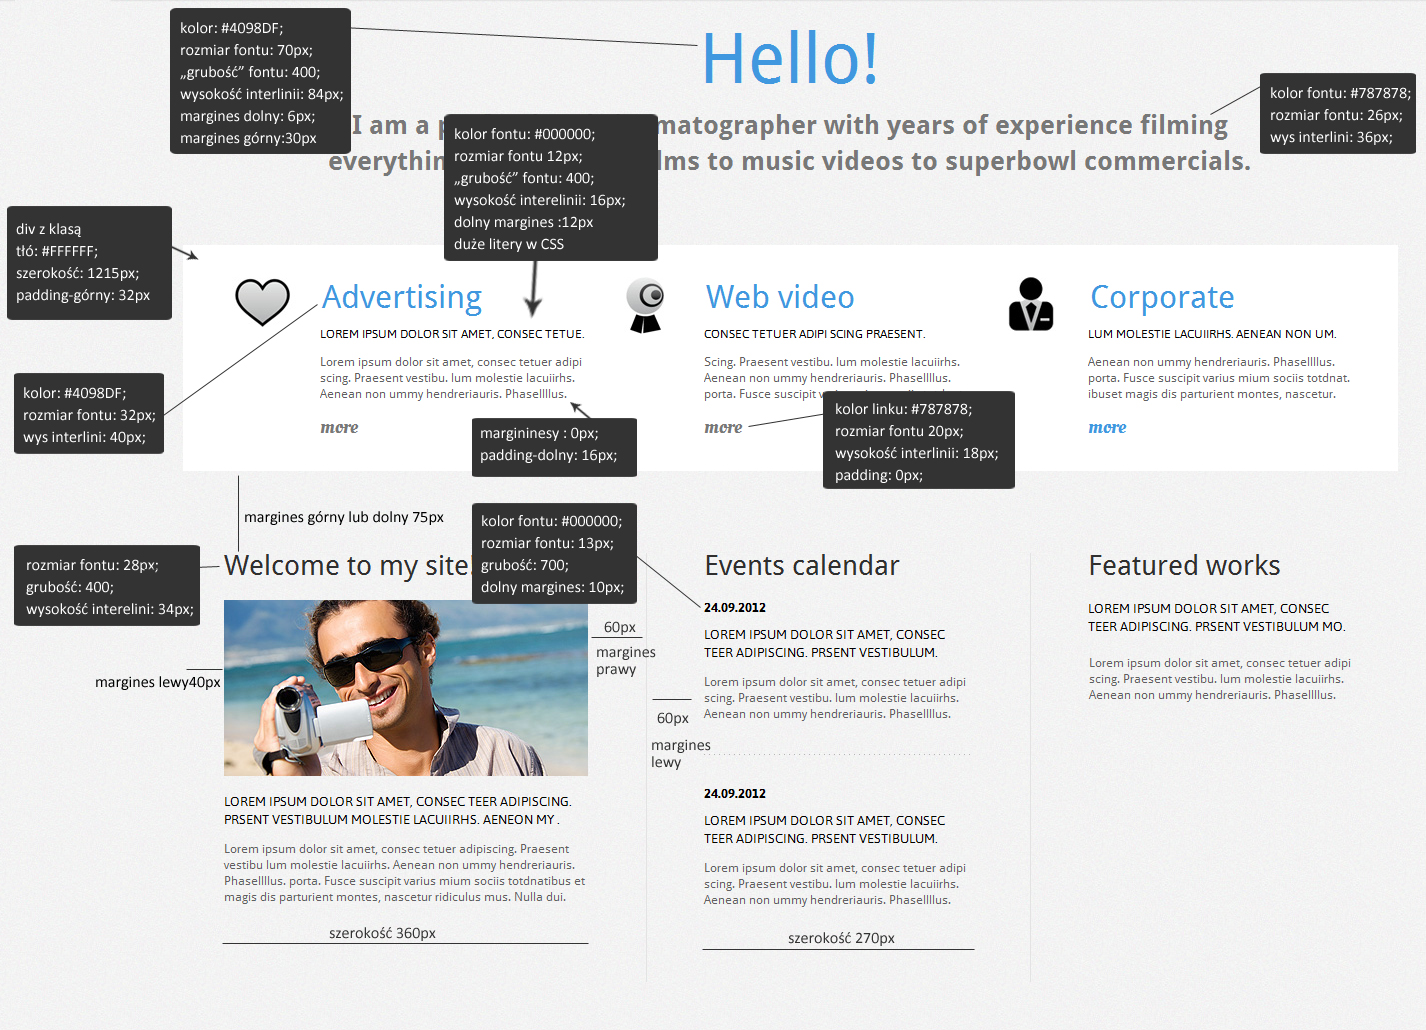 kolor: #4098DF;
rozmiar fontu: 70px;
„grubość” fontu: 400;
wysokość interlinii: 84px;
margines dolny: 6px;
margines górny:30px
Hello!
kolor fontu: #787878;
rozmiar fontu: 26px;
wys interlini: 36px;
I am a
matographer with years of experience filming
lms to music videos to superbowl commercials.
kolor fontu: #000000;
rozmiar fontu 12px;
„grubość” fontu: 400;
wysokość interelinii: 16px;
dolny margines :12px
duże litery w CSS
div z klasą
tłó: #FFFFFF;
szerokość: 1215px;
padding-górny: 32px
Advertising
LOREM IPSUM DOLOR SIT AMET, CONSEC TETUE.
Lorem ipsum dolor sit amet, consec tetuer adipi
scing. Praesent vestibu. lum molestie lacuiirhs.
Aenean non ummy hendreriauris. Phasellllus.
more
Web video
CONSEC TETUER ADIPI SCING PRAESENT.
Scing. Praesent vestibu. lum molestie lacuiirhs.
Aenean non ummy hendreriauris. Phasellllus.
porta. Fusce suscipit
more
Corporate
LUM MOLESTIE LACUIIRHS. AENEAN NON UM.
Aenean non ummy hendreriauris. Phasellllus.
porta. Fusce suscipit varius mium sociis totdnat.
ibuset magis dis parturient montes, nascetur.
more
kolor: #4098DF;
rozmiar fontu: 32px;
wys interlini: 40px;
margininesy : 0px;
padding-dolny: 16px;
kolor linku: #787878;
rozmiar fontu 20px;
wysokość interlinii: 18px;
padding: 0px;
margines górny lub dolny 75px
kolor fontu: #000000;
rozmiar fontu: 13px;
grubość: 700;
dolny margines: 10px;
rozmiar fontu: 28px;
grubość: 400;
wysokość interelini: 34px;
Welcome to my site!
60px
margines
prawy
margines lewy40px
LOREM IPSUM DOLOR SIT AMET, CONSEC TEER ADIPISCING.
PRSENT VESTIBULUM MOLESTIE LACUIIRHS. AENEON MY .
Lorem ipsum dolor sit amet, consec tetuer adipiscing. Praesent
vestibu lum molestie lacuiirhs. Aenean non ummy hendreriauris.
Phasellllus. porta. Fusce suscipit varius mium sociis totdnatibus et
magis dis parturient montes, nascetur ridiculus mus. Nulla dui.
szerokość 360px
Events calendar
24.09.2012
LOREM IPSUM DOLOR SIT AMET, CONSEC
TEER ADIPISCING. PRSENT VESTIBULUM.
Lorem ipsum dolor sit amet, consec tetuer adipi
scing. Praesent vestibu. lum molestie lacuiirhs.
Aenean non ummy hendreriauris. Phasellllus.
60px
margines
lewy
24.09.2012
LOREM IPSUM DOLOR SIT AMET, CONSEC
TEER ADIPISCING. PRSENT VESTIBULUM.
Lorem ipsum dolor sit amet, consec tetuer adipi
scing. Praesent vestibu. lum molestie lacuiirhs.
Aenean non ummy hendreriauris. Phasellllus.
szerokość 270px
Featured works
LOREM IPSUM DOLOR SIT AMET, CONSEC
TEER ADIPISCING. PRSENT VESTIBULUM MO.
Lorem ipsum dolor sit amet, consec tetuer adipi
scing. Praesent vestibu. lum molestie lacuiirhs.
Aenean non ummy hendreriauris. Phasellllus.